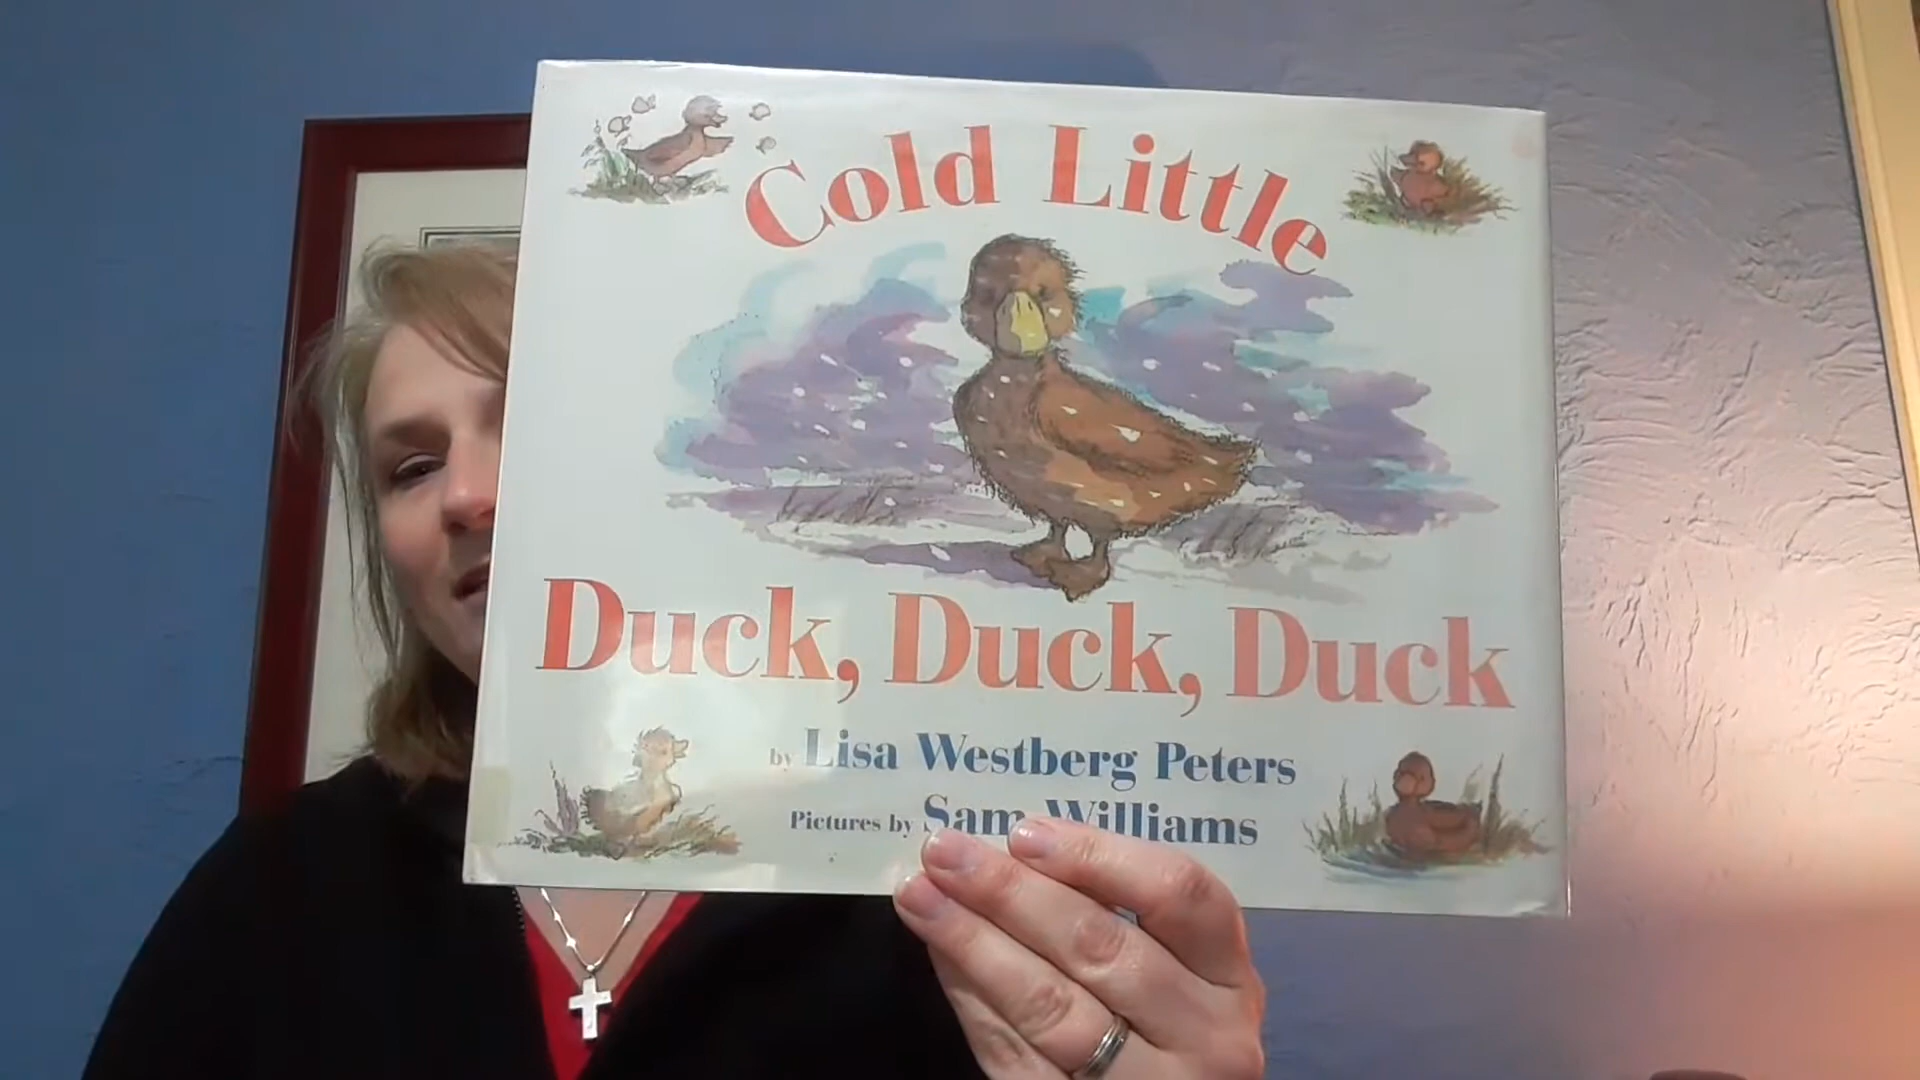 Cold Little
Duck, Duck, Duck
by Lisa Westberg Peters
Pictures by Sam Williams